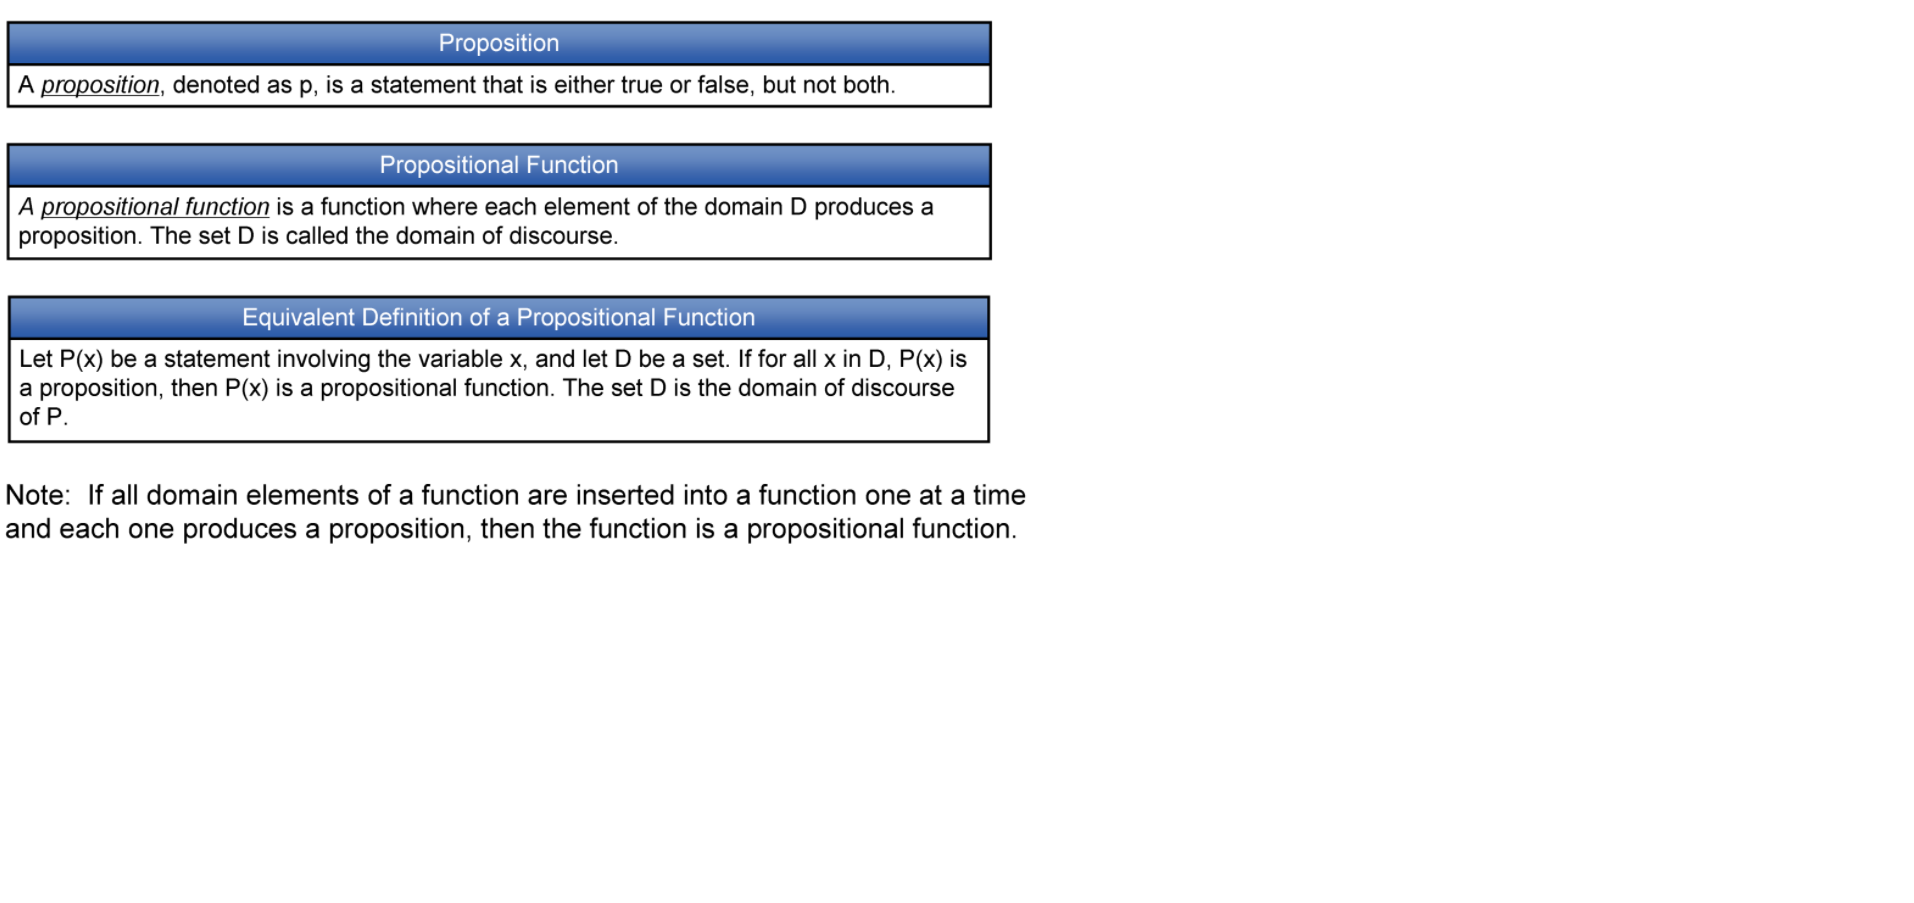 Proposition
A proposition, denoted as p, is a statement that is either true or false, but not both.
Propositional Function
A propositional function is a function where each element of the domain D produces a
proposition. The set D is called the domain of discourse.
Equivalent Definition of a Propositional Function
Let P(x) be a statement involving the variable x, and let D be a set. If for all x in D, P(x) is
a proposition, then P(x) is a propositional function. The set D is the domain of discourse
of P.
Note: If all domain elements of a function are inserted into a function one at a time
and each one produces a proposition, then the function is a propositional function.